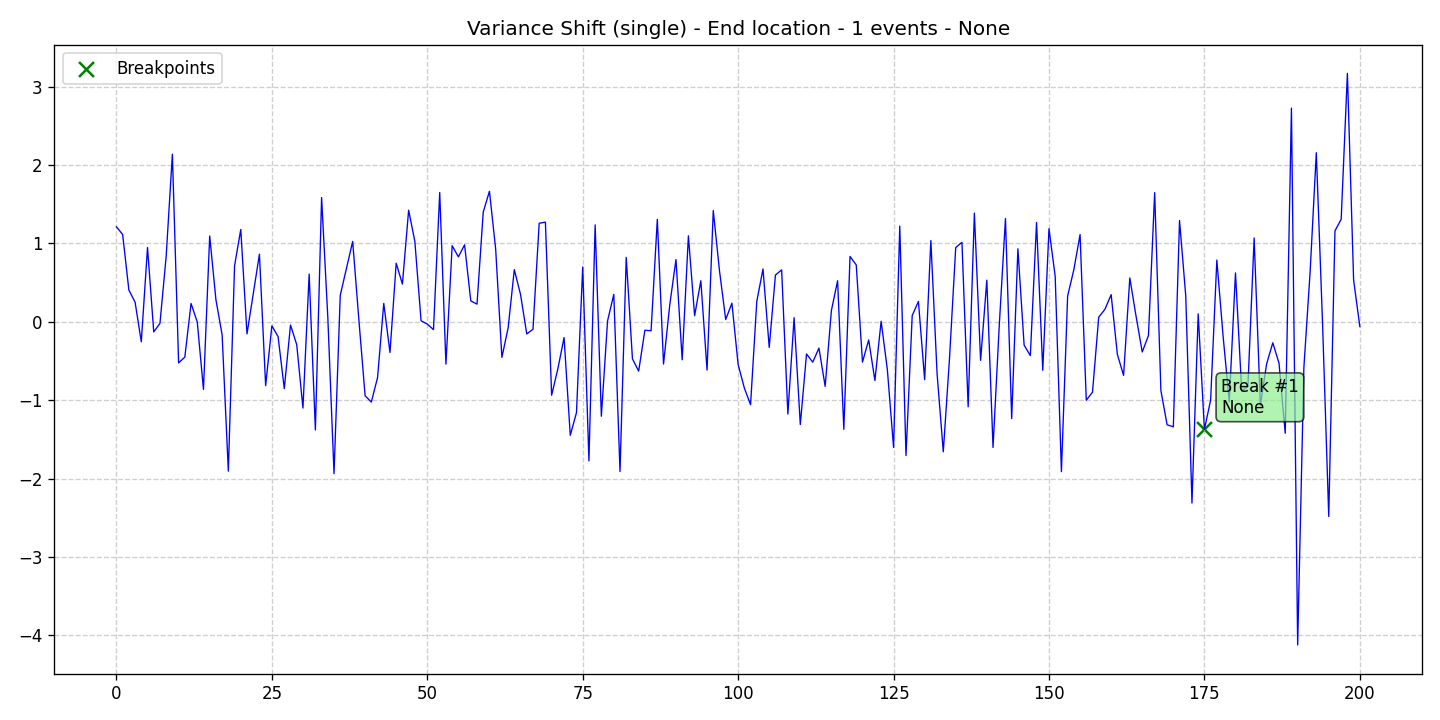 Variance Shift (single) - End location - 1 events - None
Breakpoints
3
2
1
0
−1
−2
−3
−4
Break #1
None
0 25 50 75 100 125 150 175 200